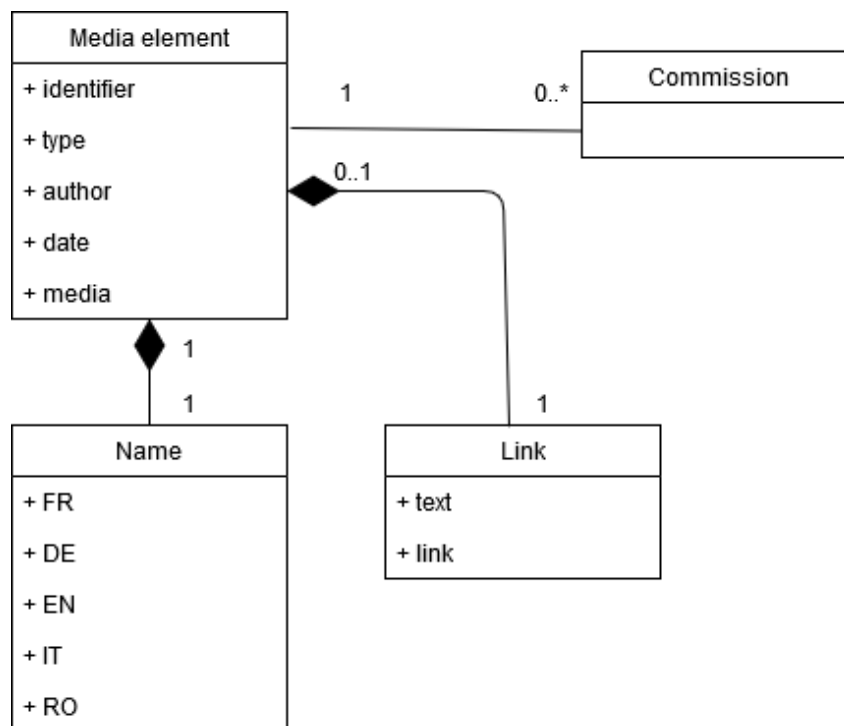 Media element
+ identifier
+ type
+ author
+ date
+ media
1
0..*
Commission
0..1
1
1
1
Name
+ FR
+ DE
+ EN
+ IT
+ RO
Link
+ text
+ link